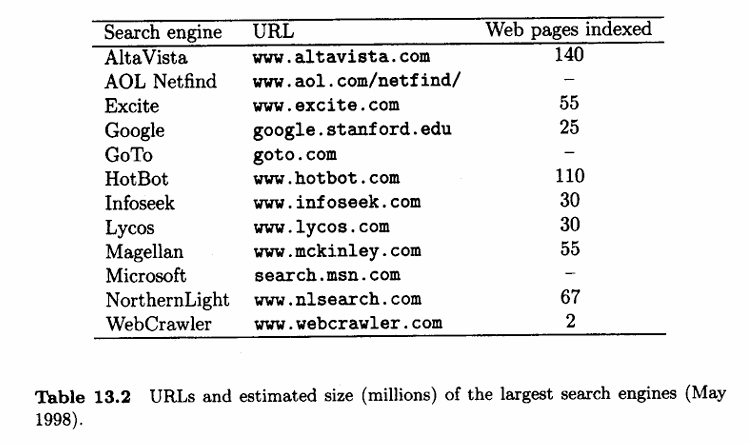 Search engine URL Web pages indexed
AltaVista www.altavista.com 140
AOL Netfind www.aol.com/netfind/ –
Excite www.excite.com 55
Google google.stanford.edu 25
GoTo goto.com –
HotBot www.hotbot.com 110
Infoseek www.infoseek.com 30
Lycos www.lycos.com 30
Magellan www.mckinley.com 55
Microsoft search.msn.com –
NorthernLight www.nlsearch.com 67
WebCrawler www.webcrawler.com 2
Table 13.2 URLs and estimated size (millions) of the largest search engines (May
1998).